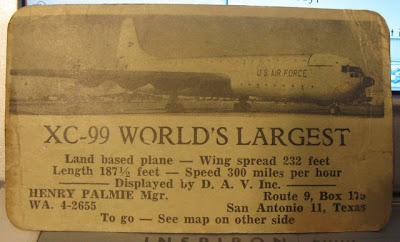 U.S. AIR FORCE
XC-99 WORLD'S LARGEST
Land based plane — Wing spread 232 feet
Length 187½ feet — Speed 300 miles per hour
Displayed by D. A. V. Inc.
HENRY PALMIE Mgr. Route 9, Box 175
WA. 4-2655 San Antonio 11, Texas
To go — See map on other side
INSPIRON